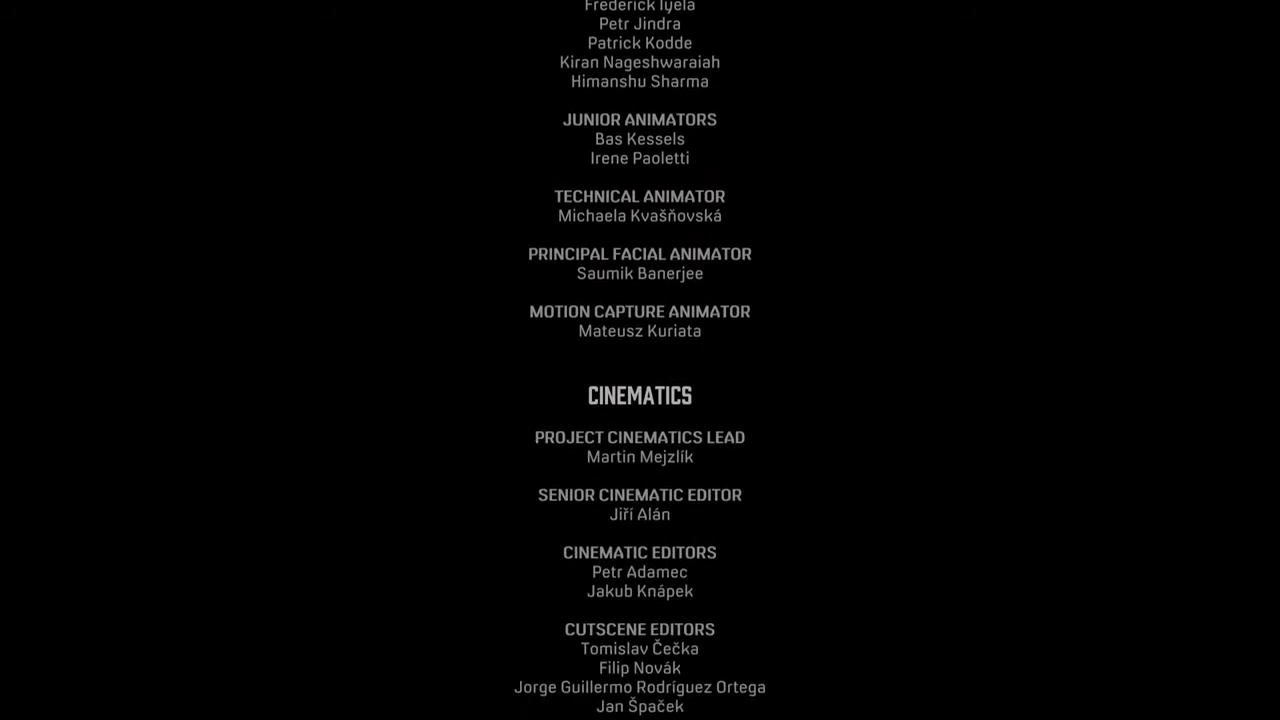 Frederick Iyela
Petr Jindra
Patrick Kodde
Kiran Nageshwaraiah
Himanshu Sharma
JUNIOR ANIMATORS
Bas Kessels
Irene Paoletti
TECHNICAL ANIMATOR
Michaela Kvašňovská
PRINCIPAL FACIAL ANIMATOR
Saumik Banerjee
MOTION CAPTURE ANIMATOR
Mateusz Kuriata
CINEMATICS
PROJECT CINEMATICS LEAD
Martin Mejzlík
SENIOR CINEMATIC EDITOR
Jiří Alán
CINEMATIC EDITORS
Petr Adamec
Jakub Knápek
CUTSCENE EDITORS
Tomislav Čečka
Filip Novák
Jorge Guillermo Rodríguez Ortega
Jan Špaček